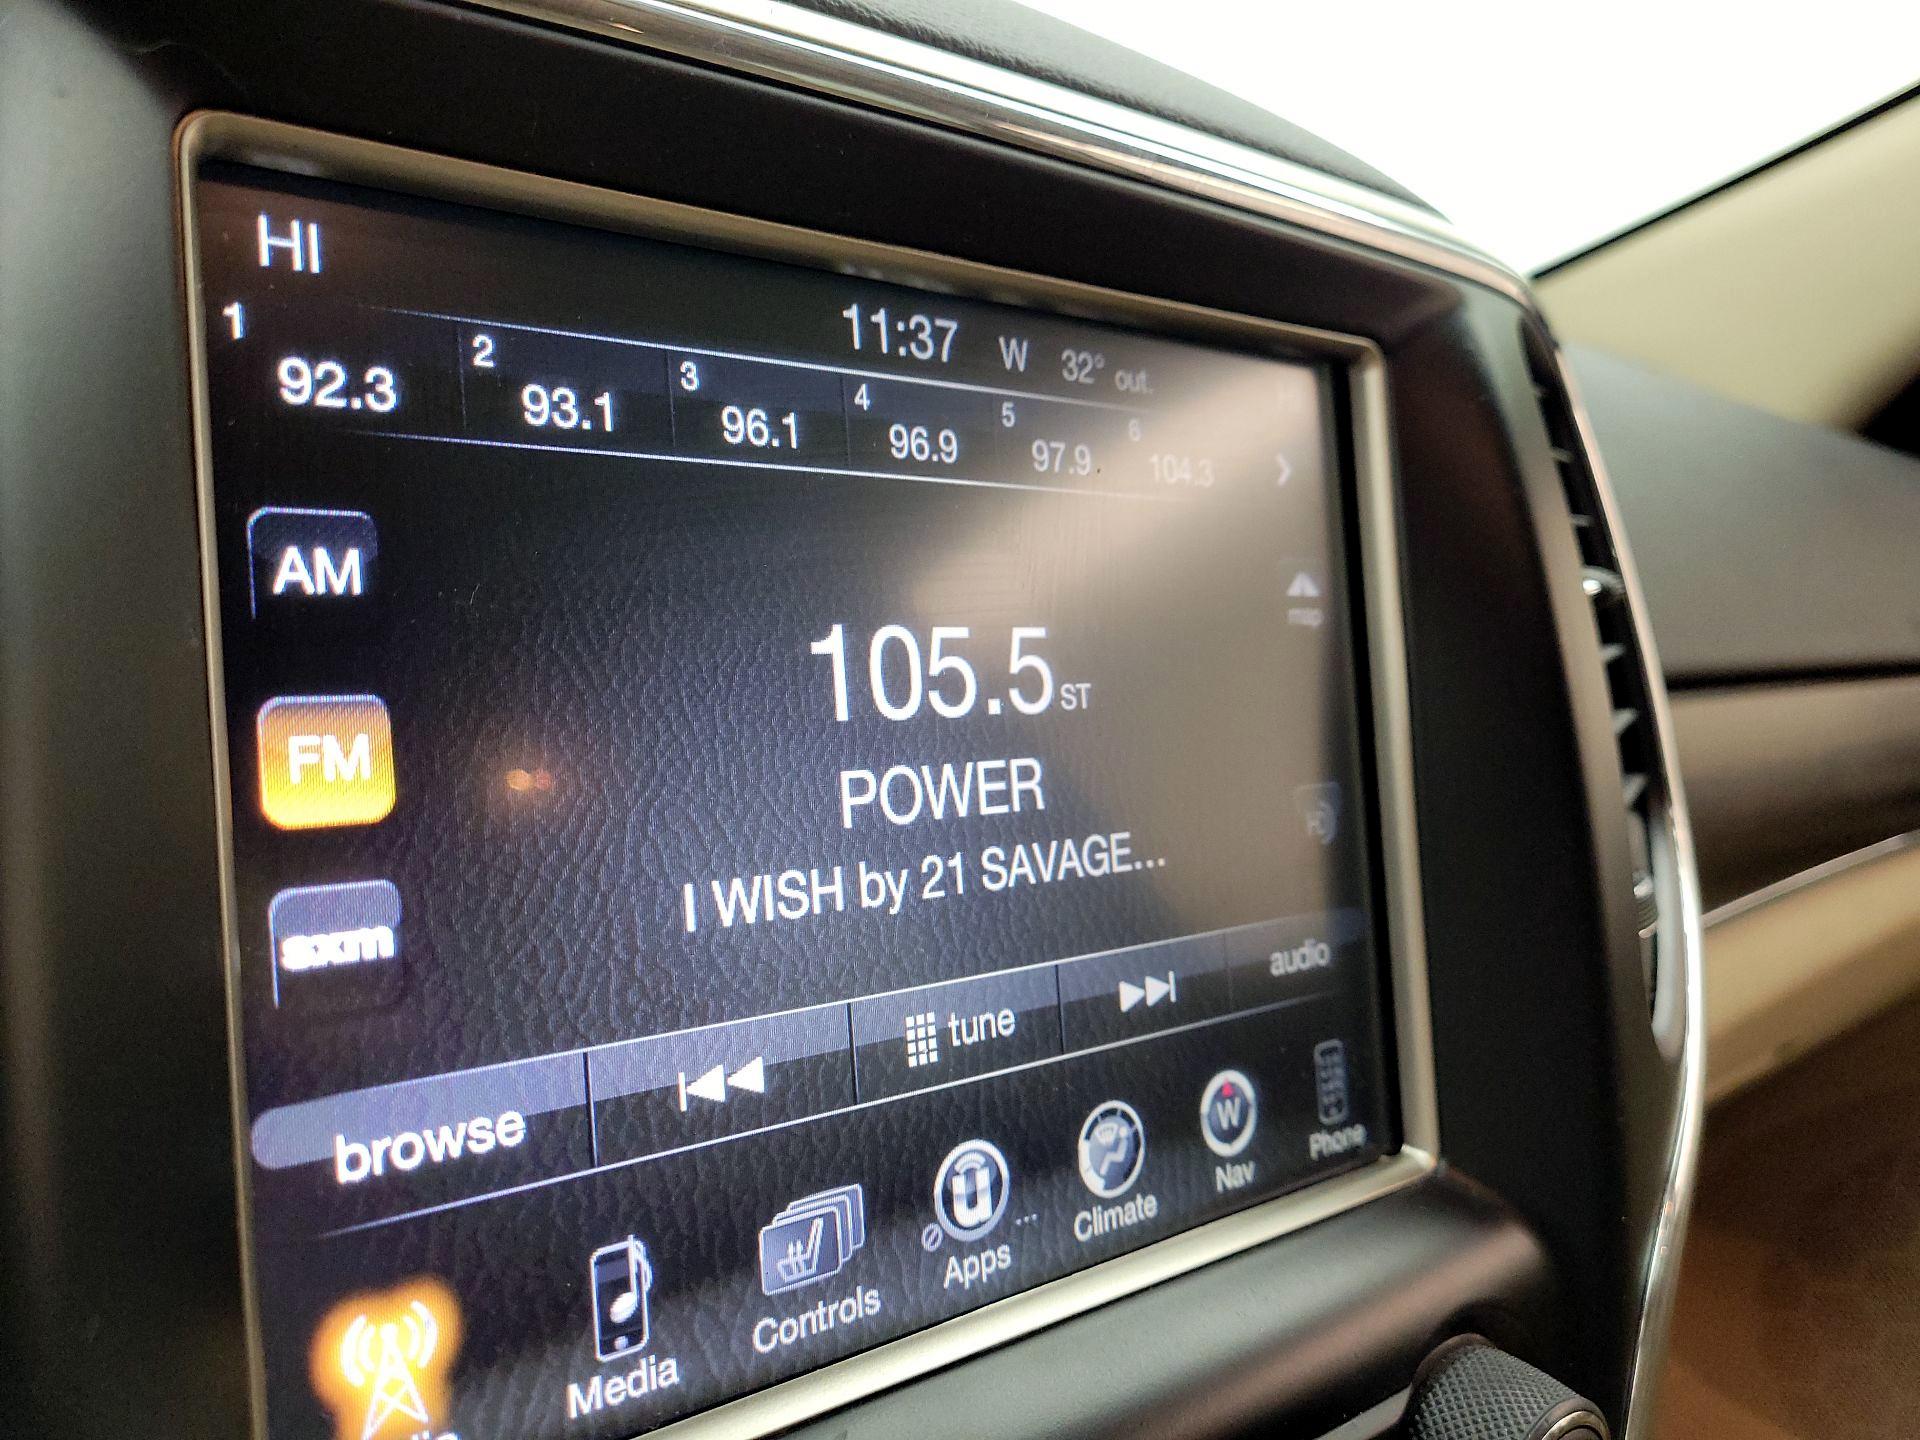 HI
11:37 W 32° out.
1 92.3 2 93.1 3 96.1 4 96.9 5 97.9 6 104.3
AM
map
105.5 ST
FM
POWER
HD
I WISH by 21 SAVAGE...
sxm
browse tune audio
Media Controls Apps ... Climate W Nav Phone